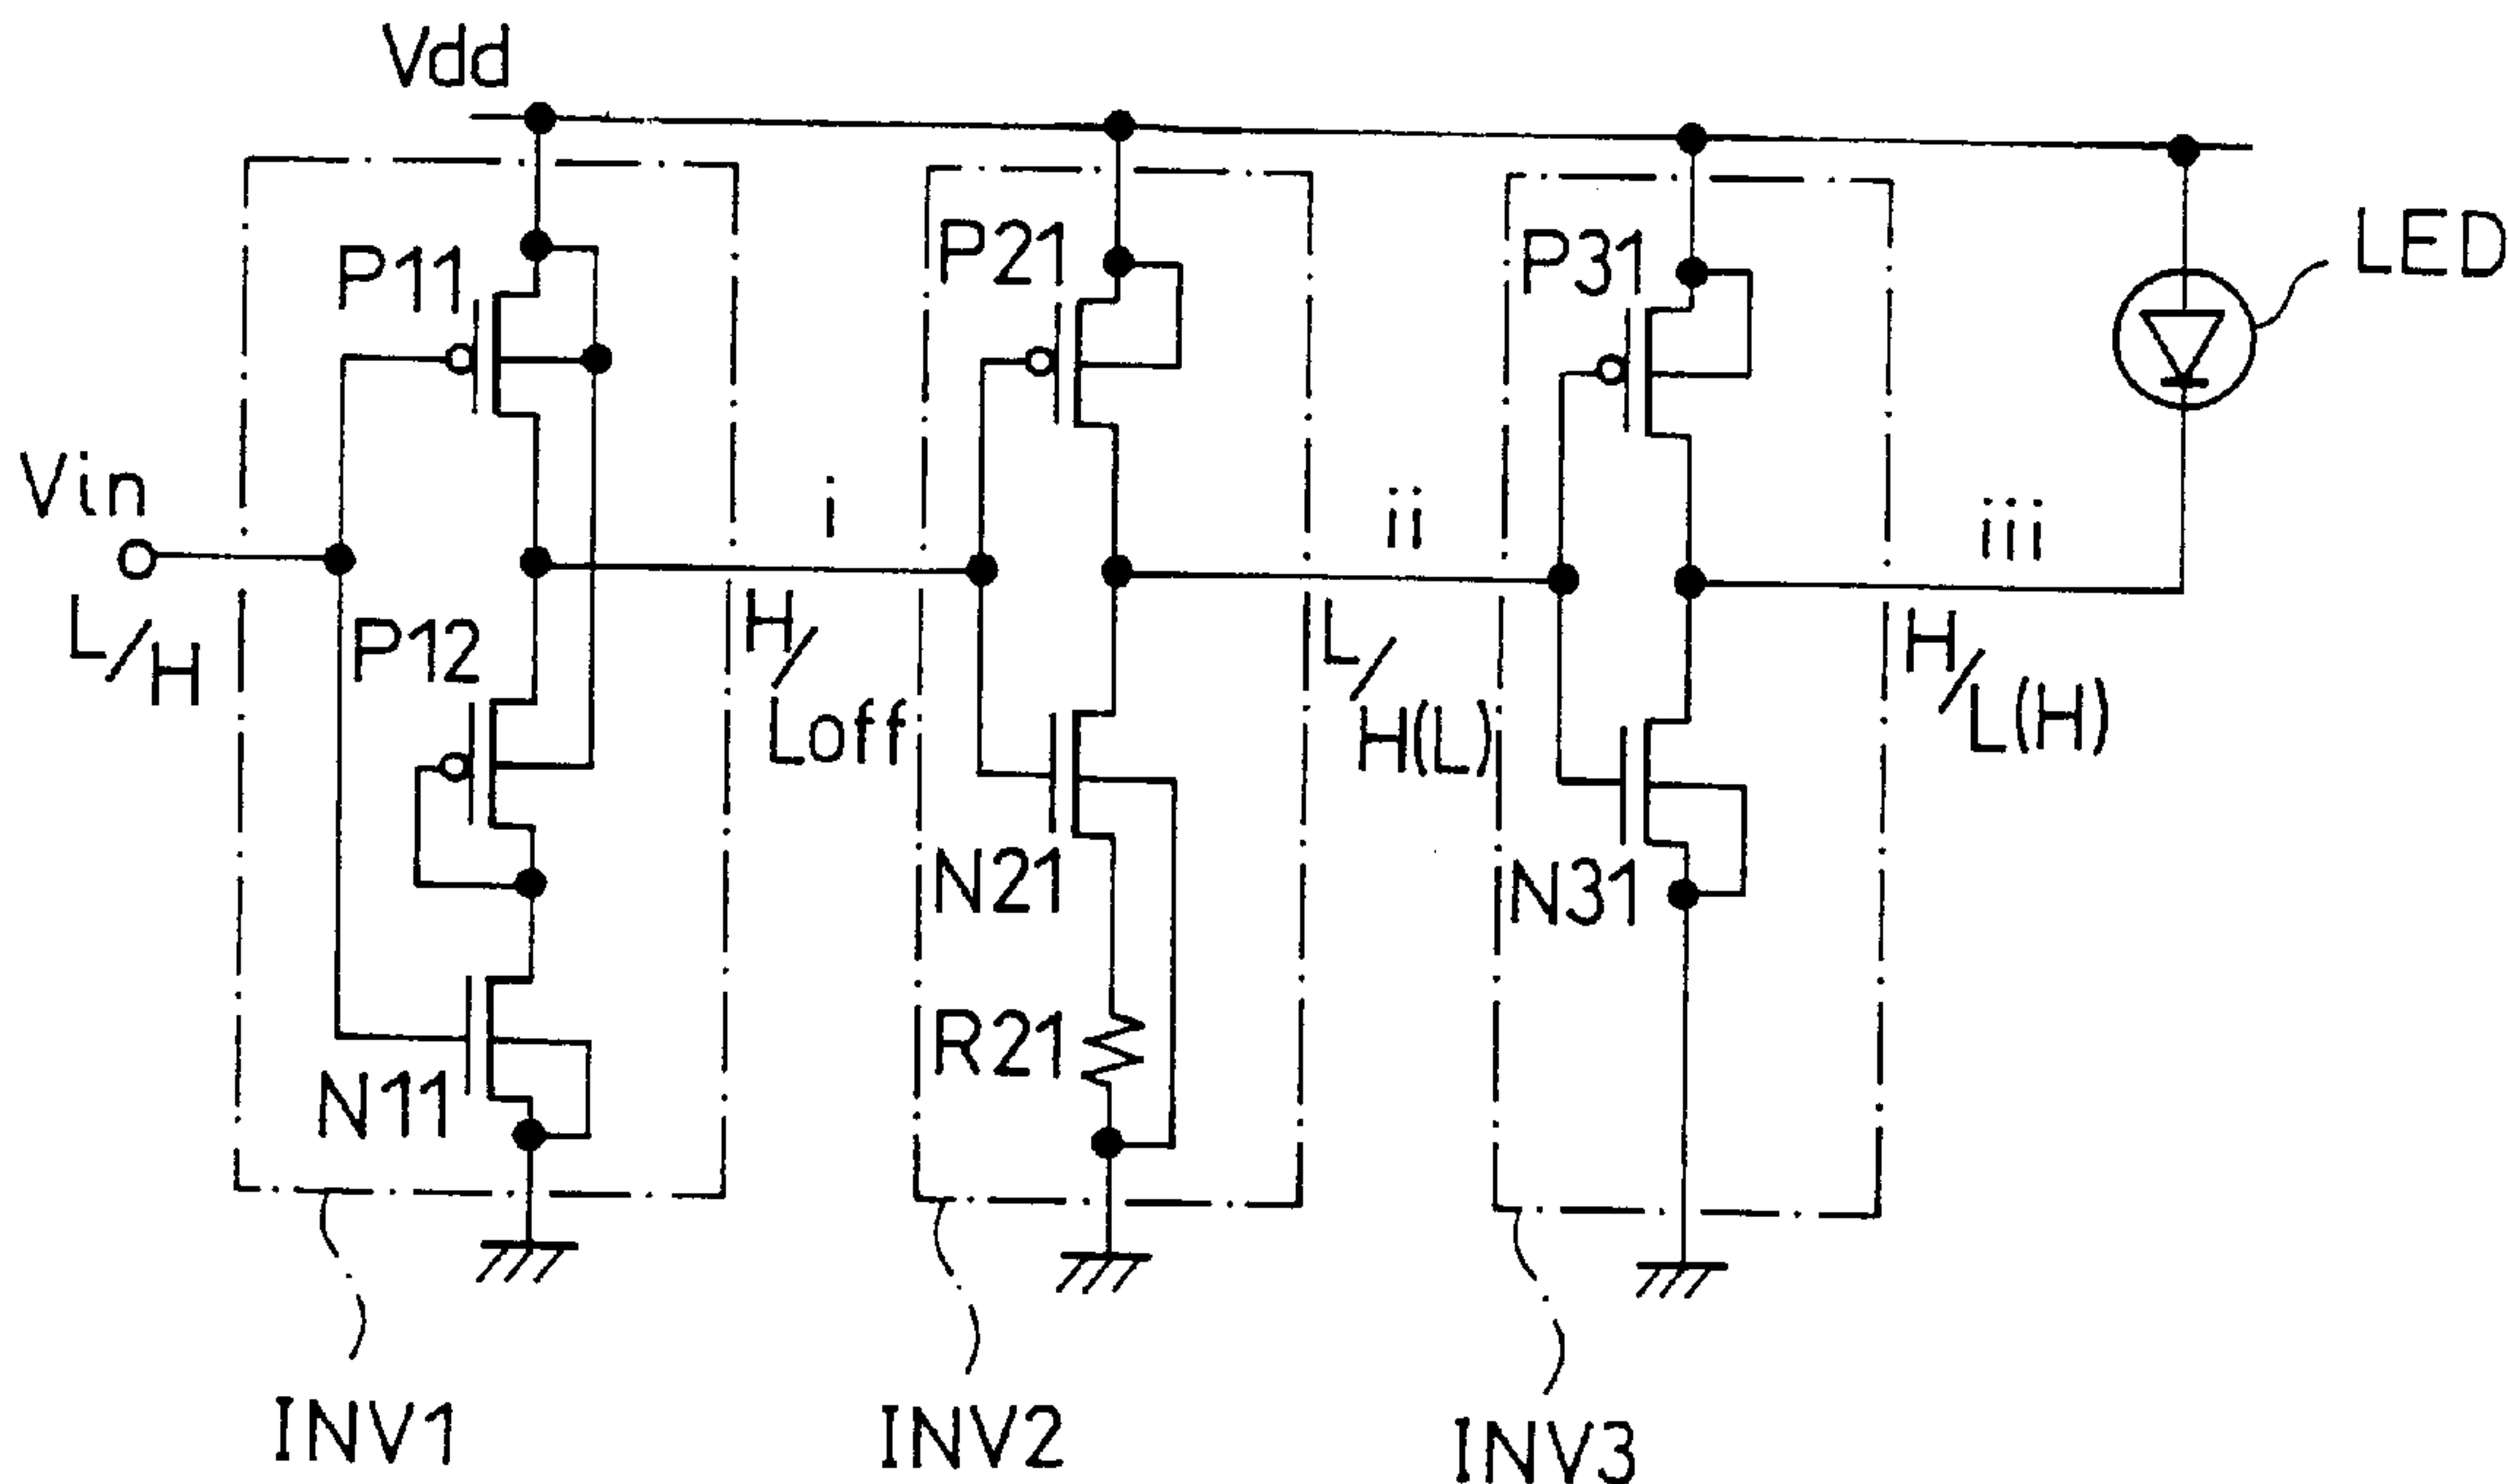 Vdd
LED
P11
P21
P31
Vin
L/H
i
ii
iii
P12
H/Loff
L/H(L)
H/L(H)
N21
N31
R21
N11
INV1
INV2
INV3